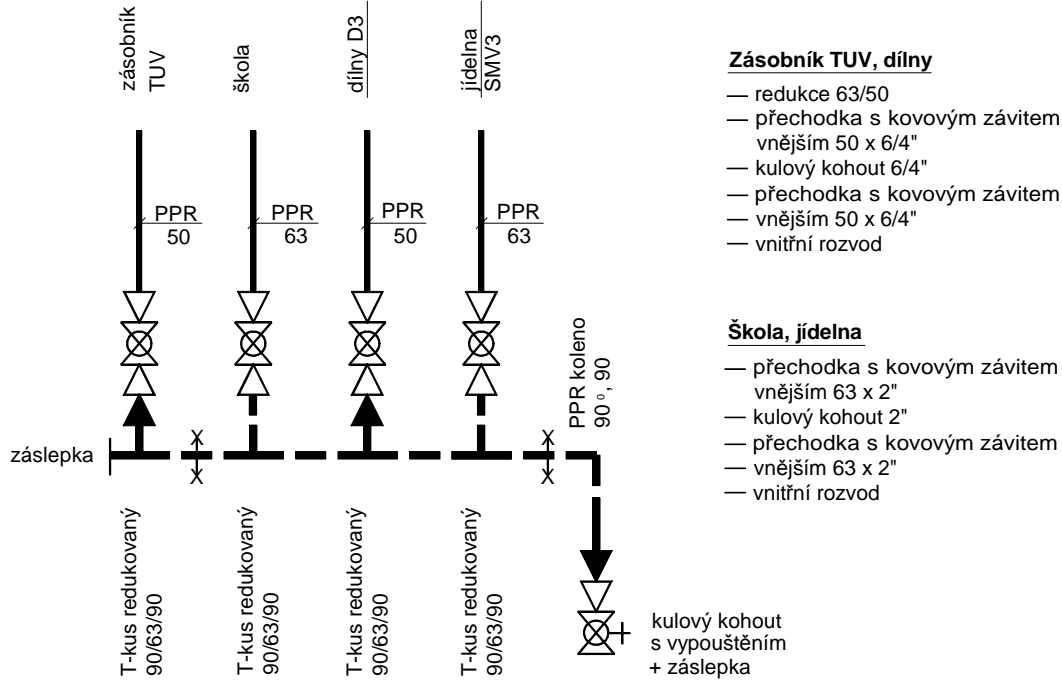 zásobník
TUV
škola
dílny D3
jídelna
SMV3
PPR
50
PPR
63
PPR
50
PPR
63
PPR koleno
90 º, 90
záslepka
X
X
X
X
T-kus redukovaný
90/63/90
T-kus redukovaný
90/63/90
T-kus redukovaný
90/63/90
T-kus redukovaný
90/63/90
kulový kohout
s vypouštěním
+ záslepka
Zásobník TUV, dílny
— redukce 63/50
— přechodka s kovovým závitem
vnějším 50 x 6/4"
— kulový kohout 6/4"
— přechodka s kovovým závitem
— vnějším 50 x 6/4"
— vnitřní rozvod
Škola, jídelna
— přechodka s kovovým závitem
vnějším 63 x 2"
— kulový kohout 2"
— přechodka s kovovým závitem
— vnějším 63 x 2"
— vnitřní rozvod